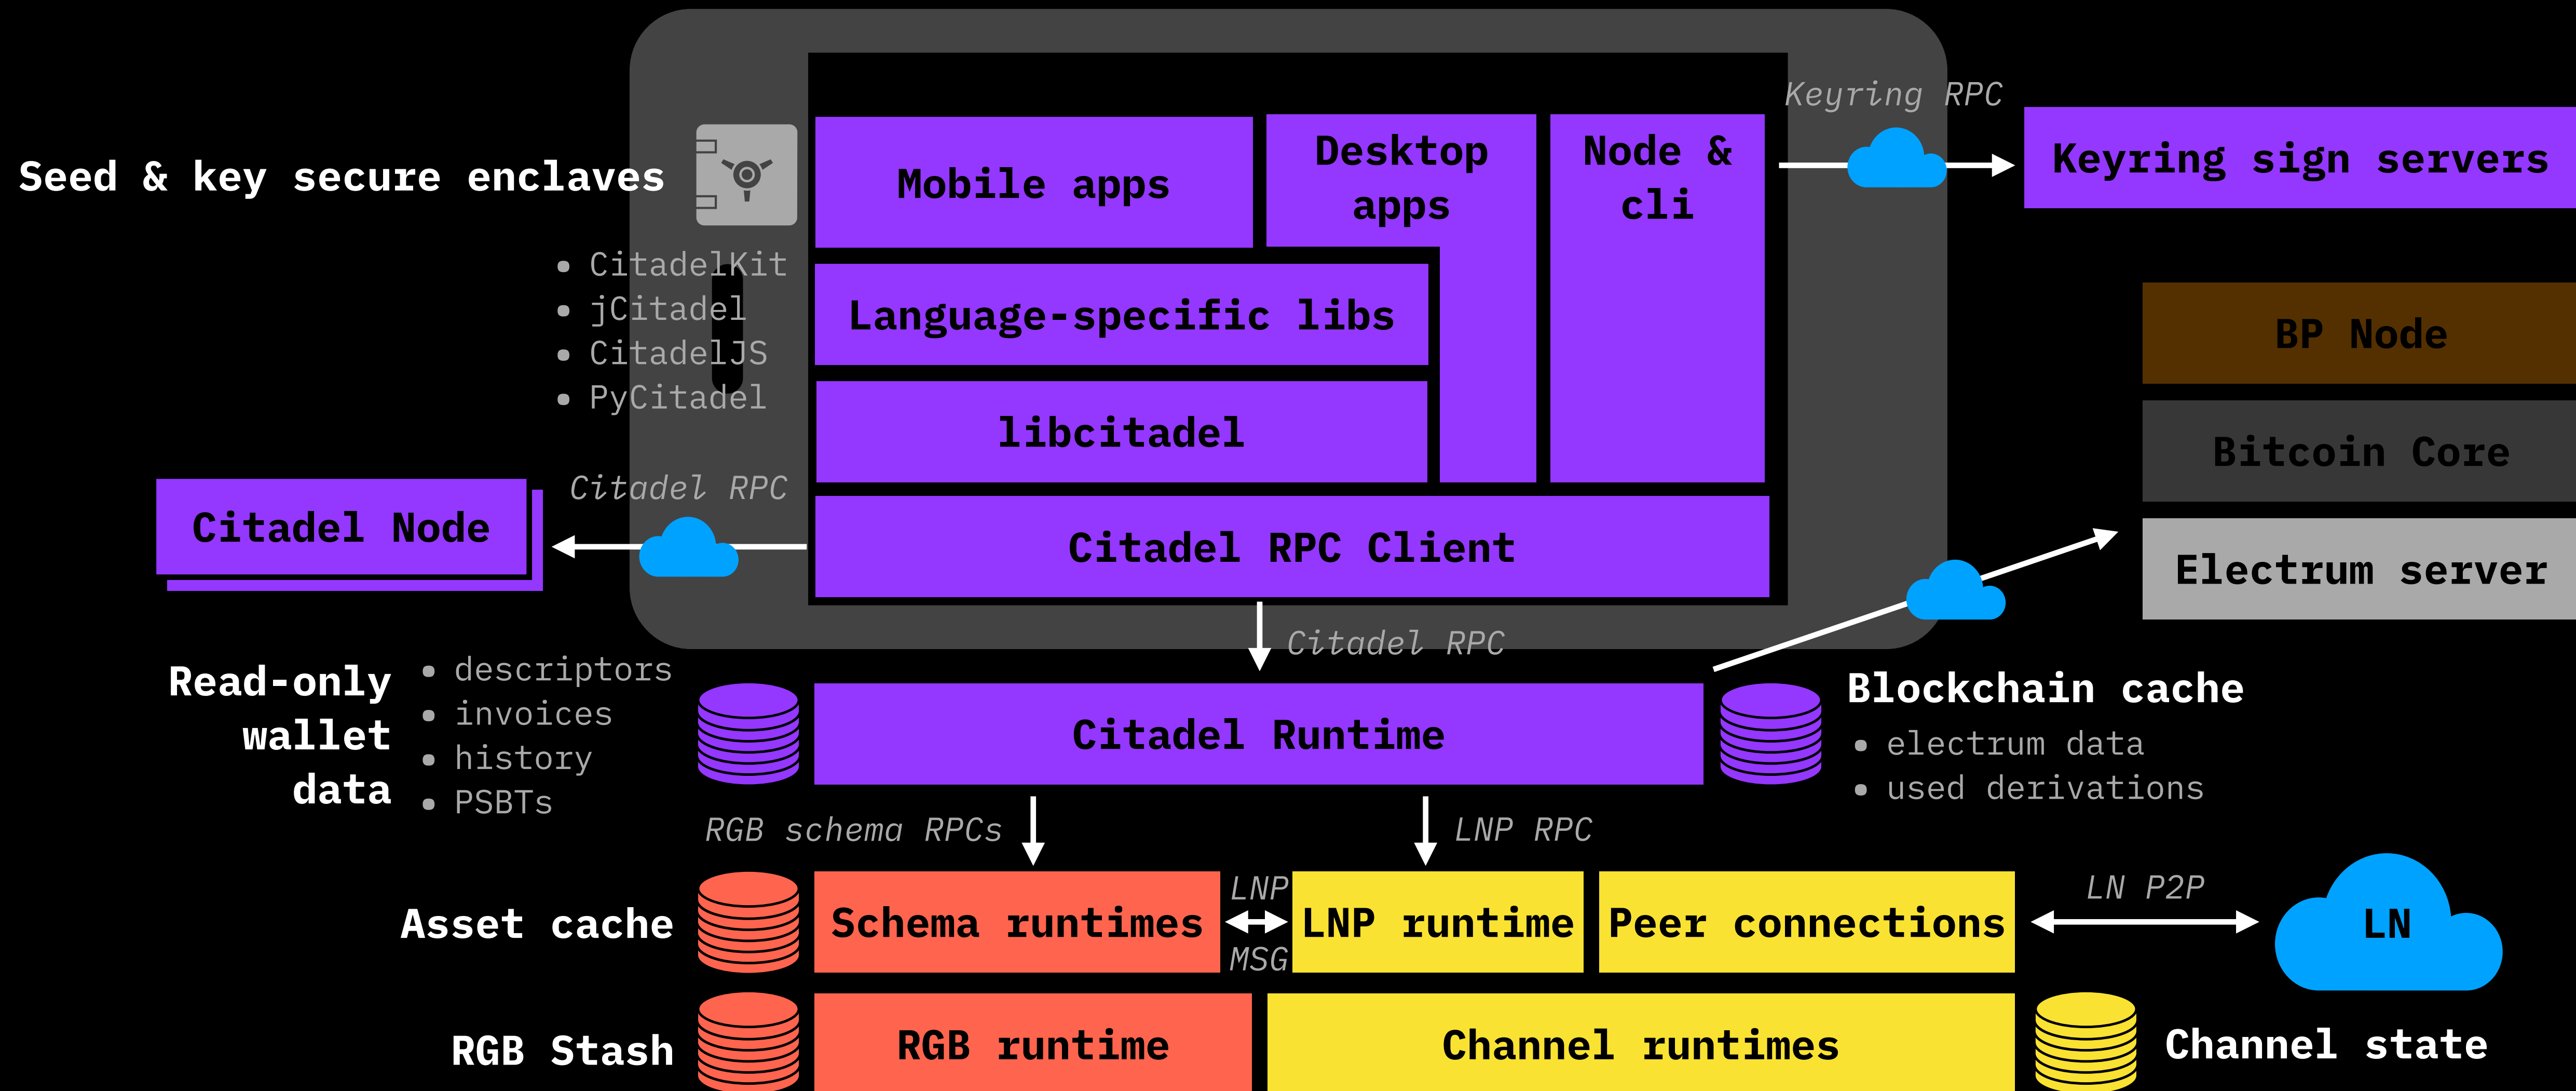 Keyring RPC
Seed & key secure enclaves
Mobile apps
Desktop
apps
Node &
cli
Keyring sign servers
• CitadelKit
• jCitadel
• CitadelJS
• PyCitadel
Language-specific libs
libcitadel
BP Node
Bitcoin Core
Electrum server
Citadel Node
Citadel RPC
Citadel RPC Client
Citadel RPC
Read-only
wallet
data
• descriptors
• invoices
• history
• PSBTs
Citadel Runtime
Blockchain cache
• electrum data
• used derivations
RGB schema RPCs
LNP RPC
Asset cache
Schema runtimes
LNP
MSG
LNP runtime
Peer connections
LN P2P
LN
RGB Stash
RGB runtime
Channel runtimes
Channel state